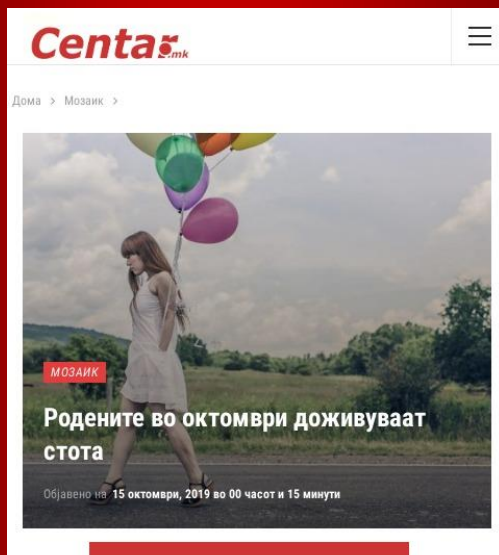 Centar.mk
Дома > Мозаик >
МОЗАИК
Родените во октомври доживуваат
стота
Објавено на 15 октомври, 2019 во 00 часот и 15 минути